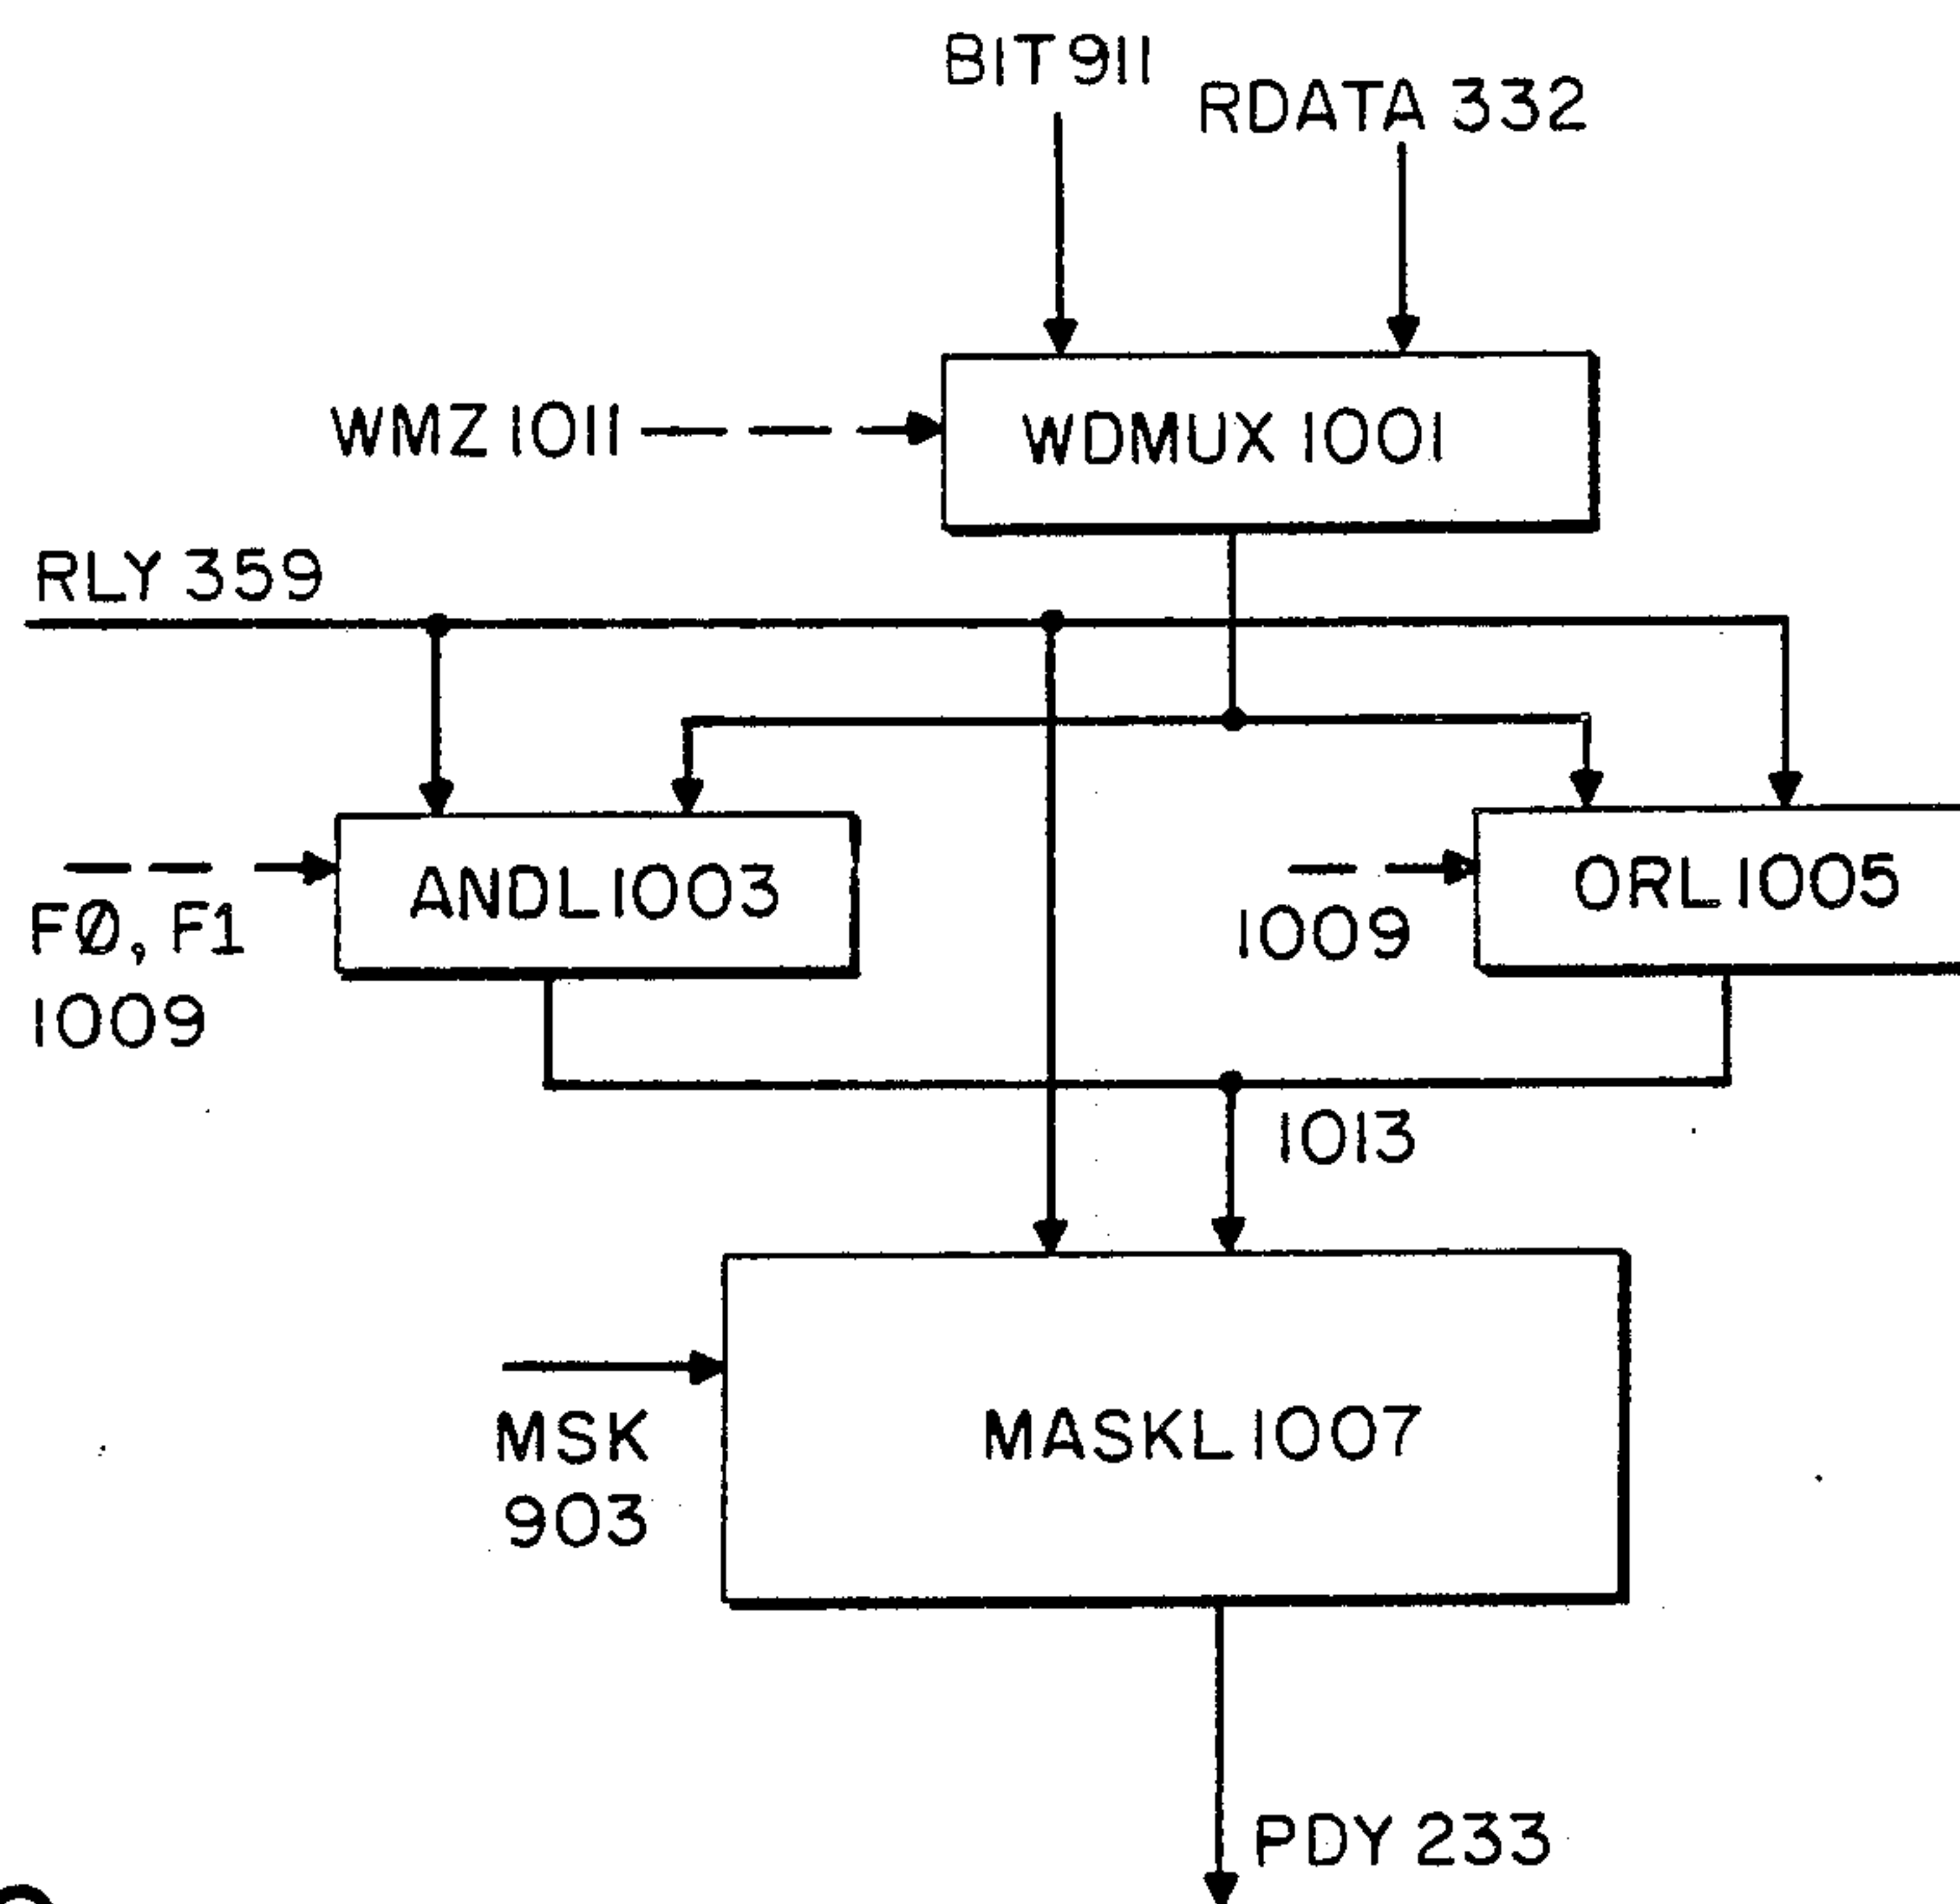 BIT 911
RDATA 332
WMZ 1011
WDMUX 1001
RLY 359
ANDL 1003
ORL 1005
FØ, F1
1009
1009
1013
MSK
903
MASKL 1007
PDY 233